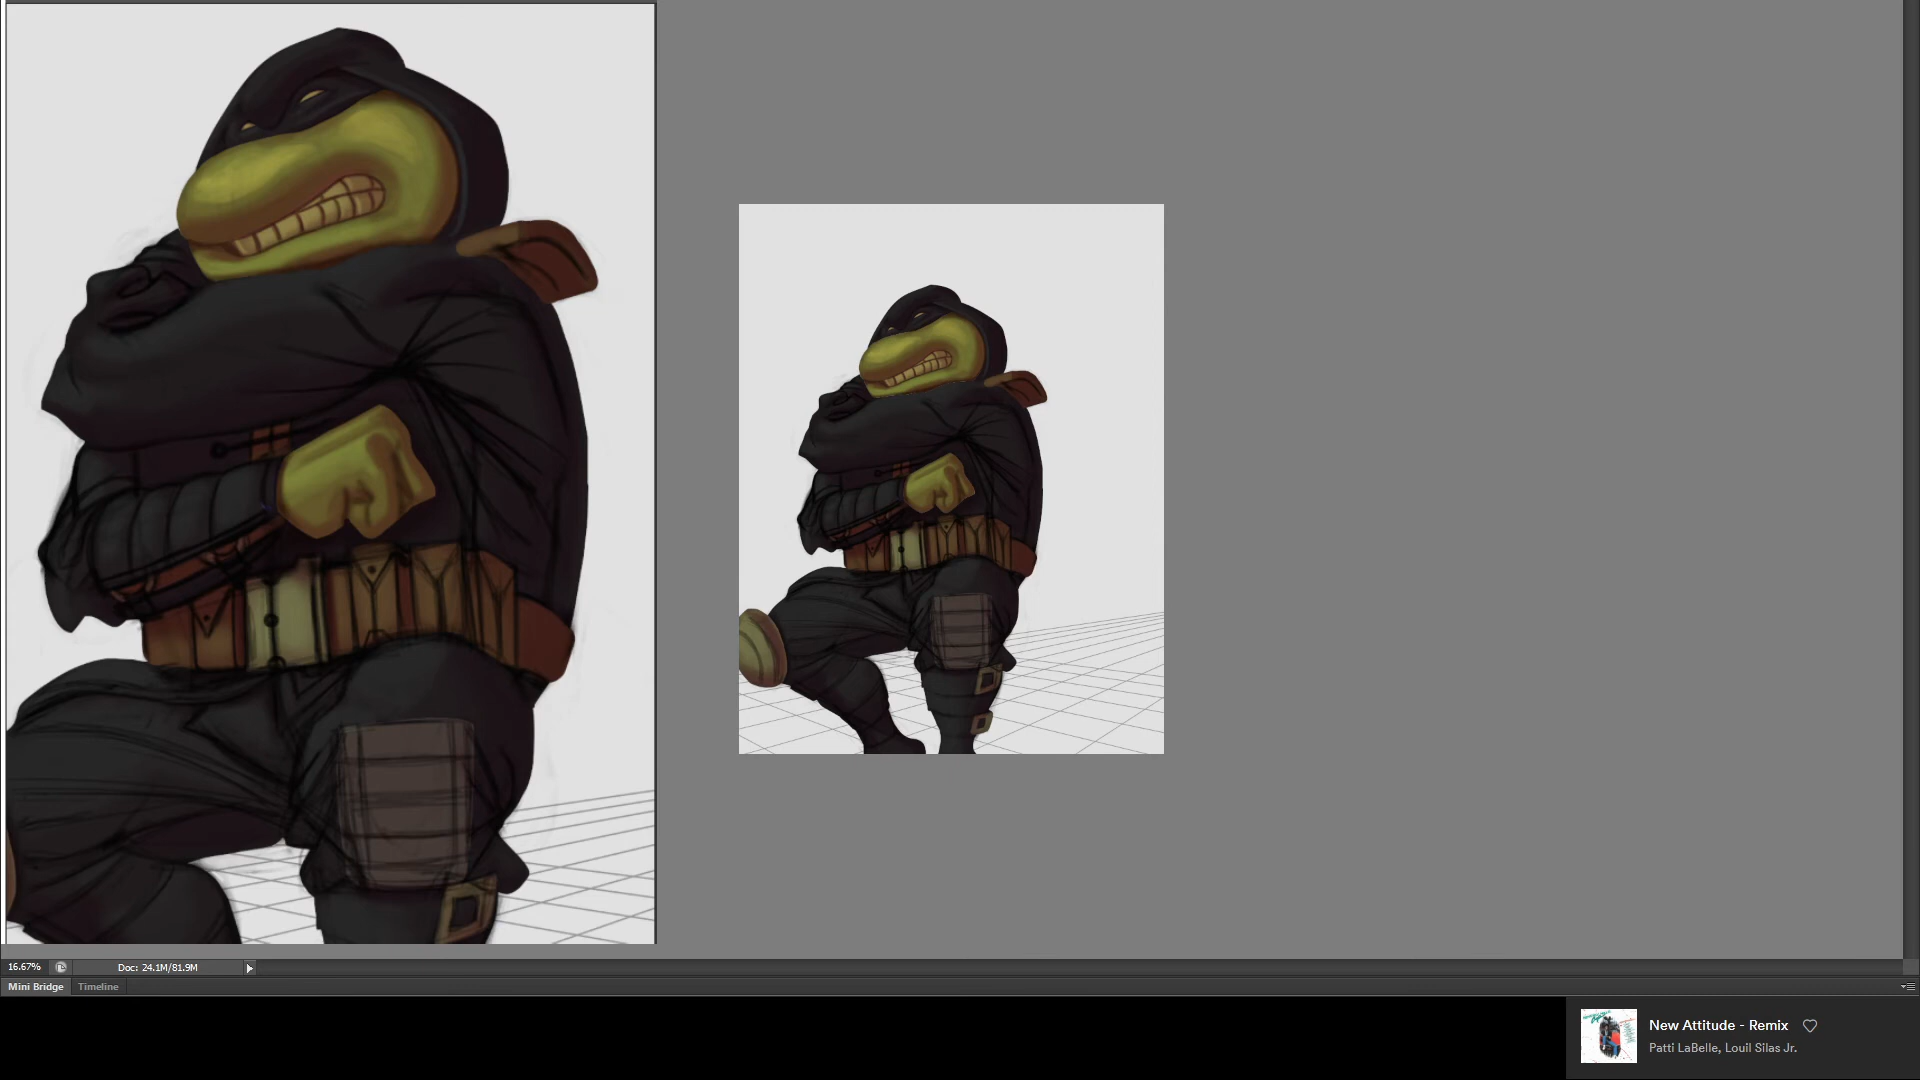 16.67%
Doc: 24.1M/81.9M
Mini Bridge
Timeline
New Attitude - Remix
Patti LaBelle, Louil Silas Jr.